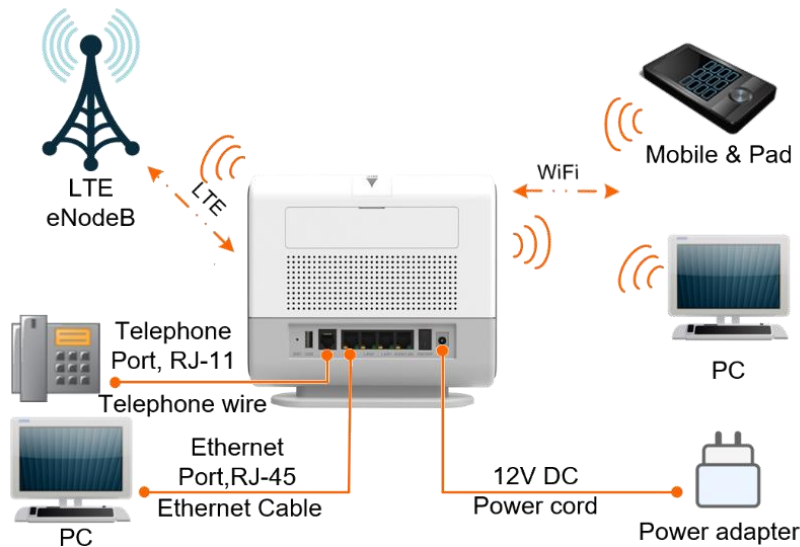 LTE
eNodeB
LTE
WiFi
Mobile & Pad
PC
Telephone
Port, RJ-11
Telephone wire
Ethernet
Port,RJ-45
Ethernet Cable
PC
12V DC
Power cord
Power adapter